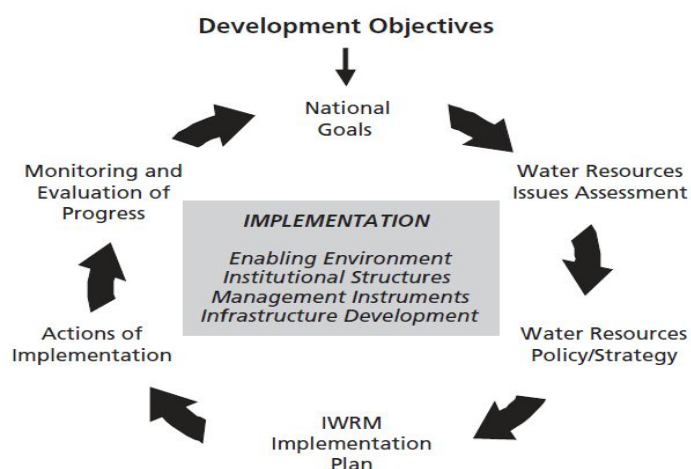 Development Objectives
National
Goals
Water Resources
Issues Assessment
Water Resources
Policy/Strategy
IWRM
Implementation
Plan
Actions of
Implementation
Monitoring and
Evaluation of
Progress
IMPLEMENTATION
Enabling Environment
Institutional Structures
Management Instruments
Infrastructure Development